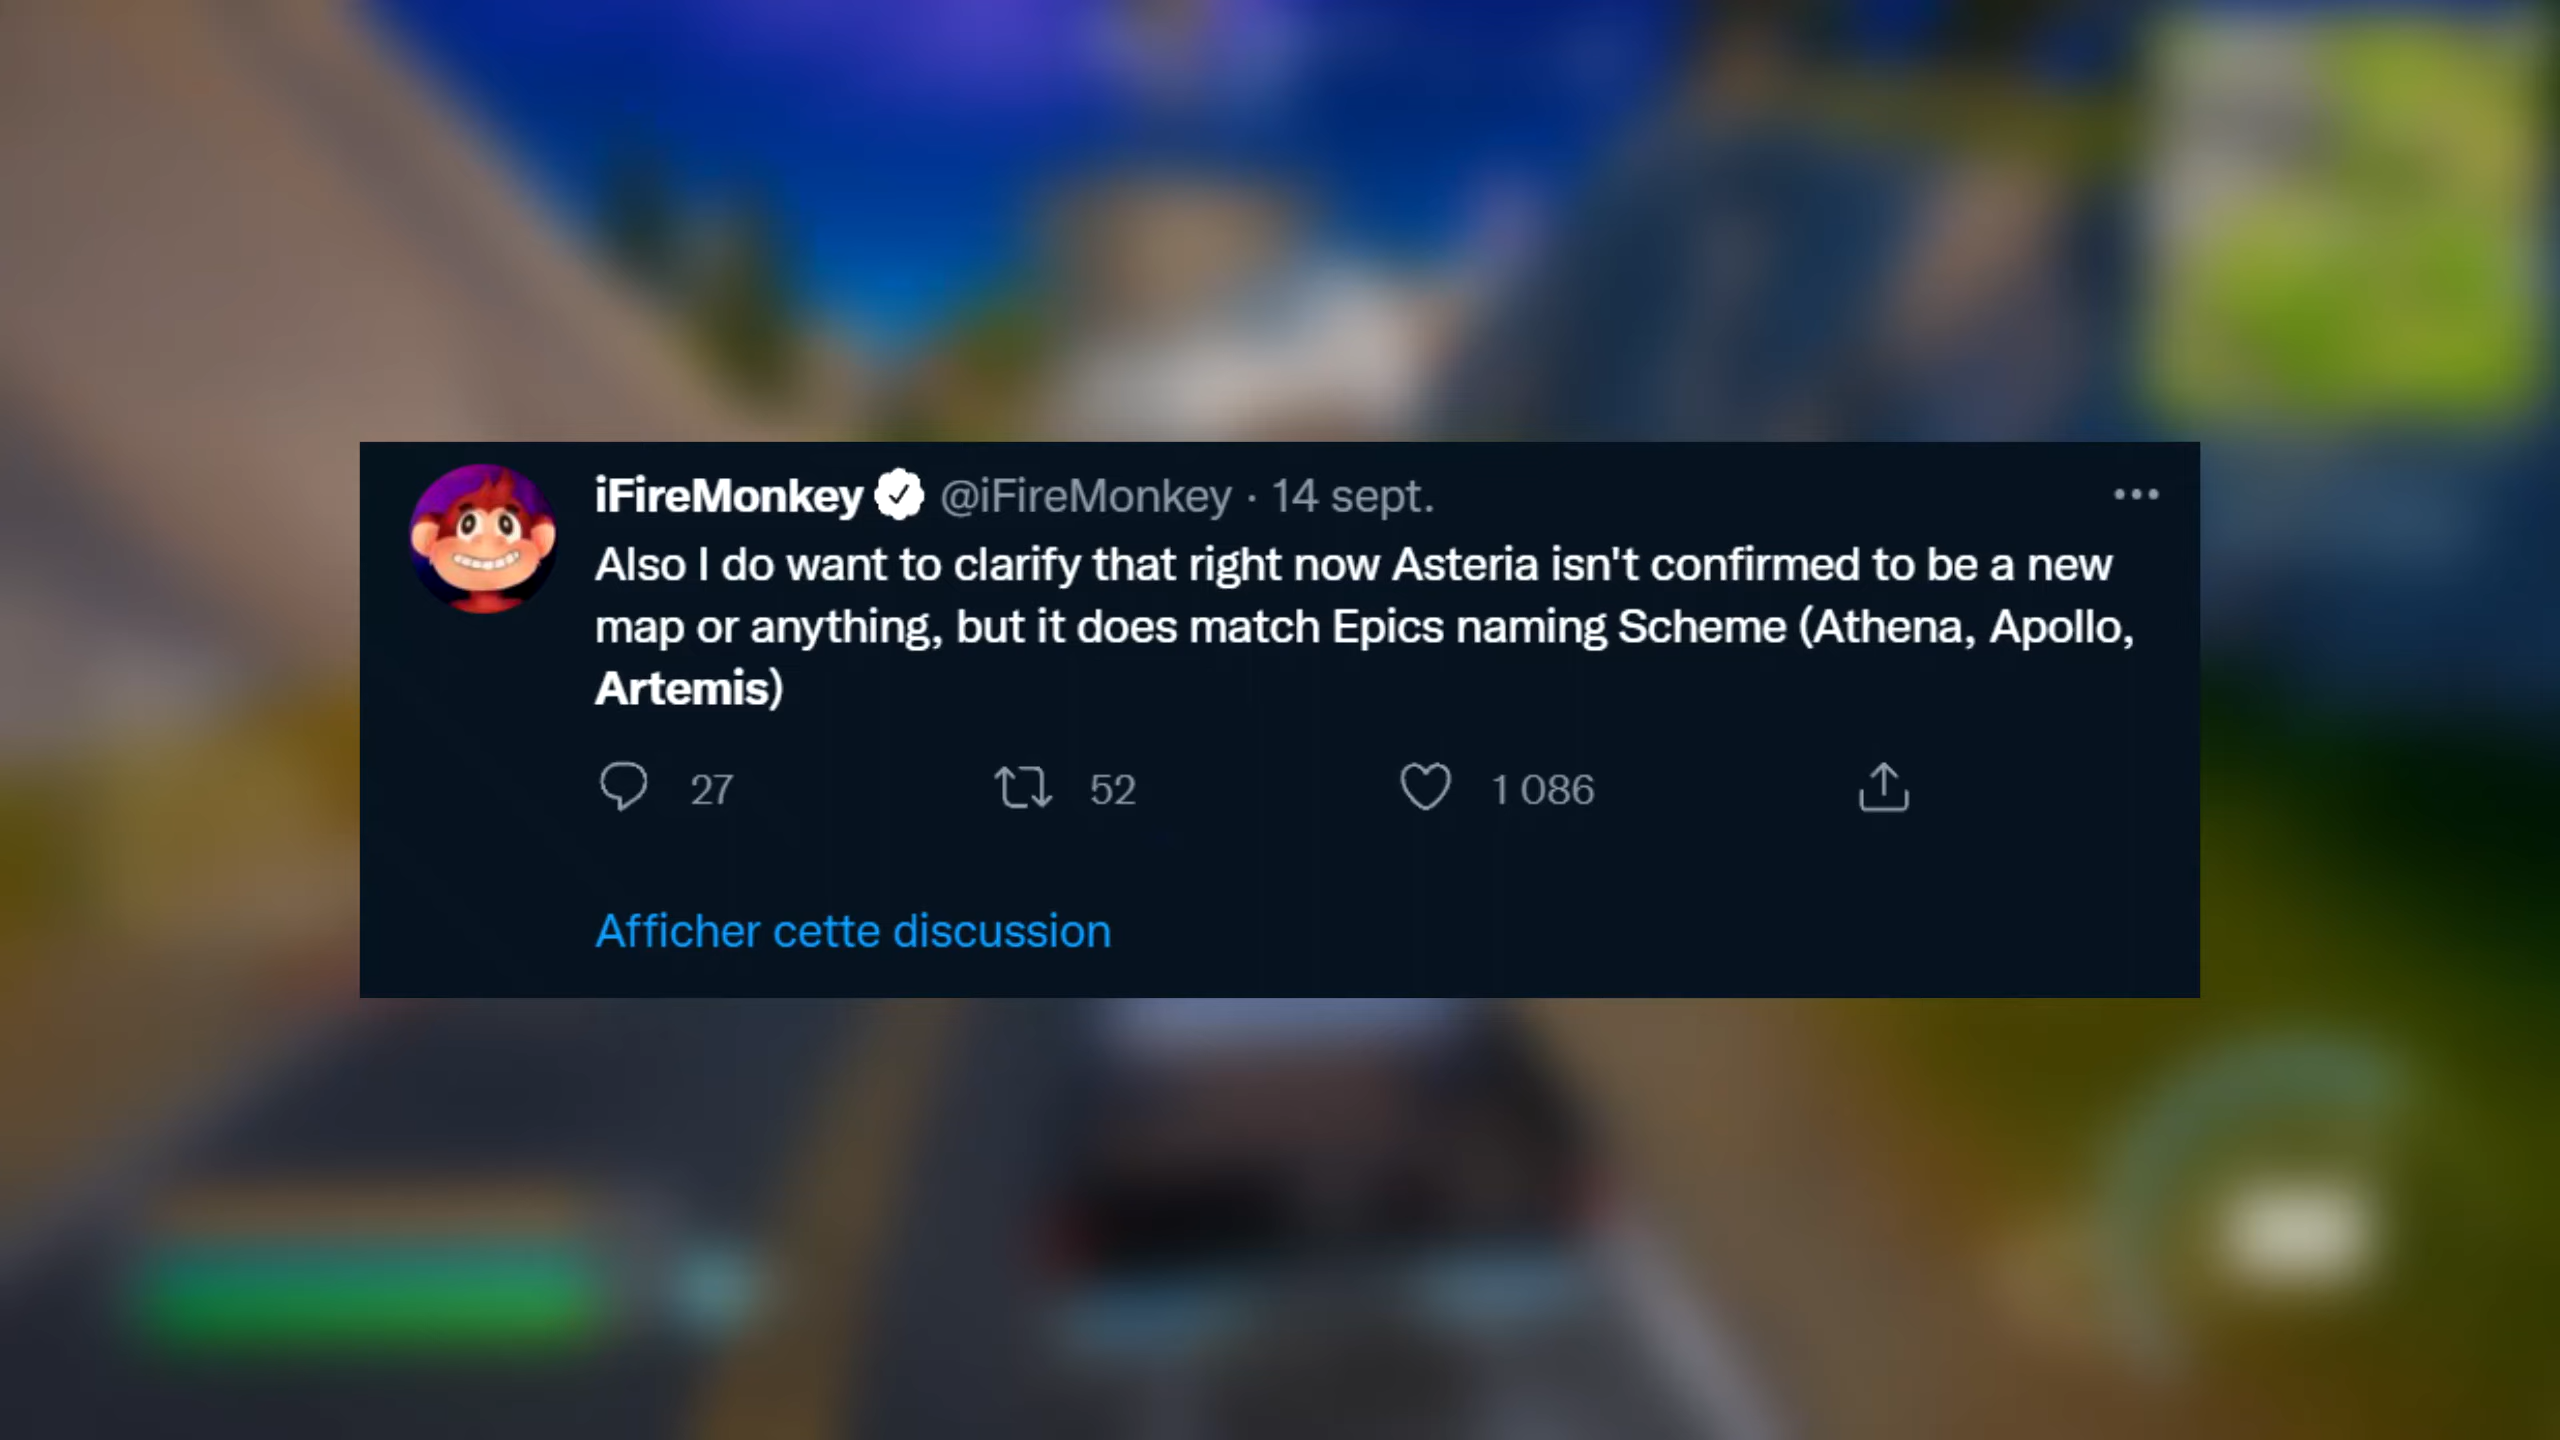 iFireMonkey @iFireMonkey · 14 sept.
Also I do want to clarify that right now Asteria isn't confirmed to be a new
map or anything, but it does match Epics naming Scheme (Athena, Apollo,
Artemis)
27 52 1 086
Afficher cette discussion